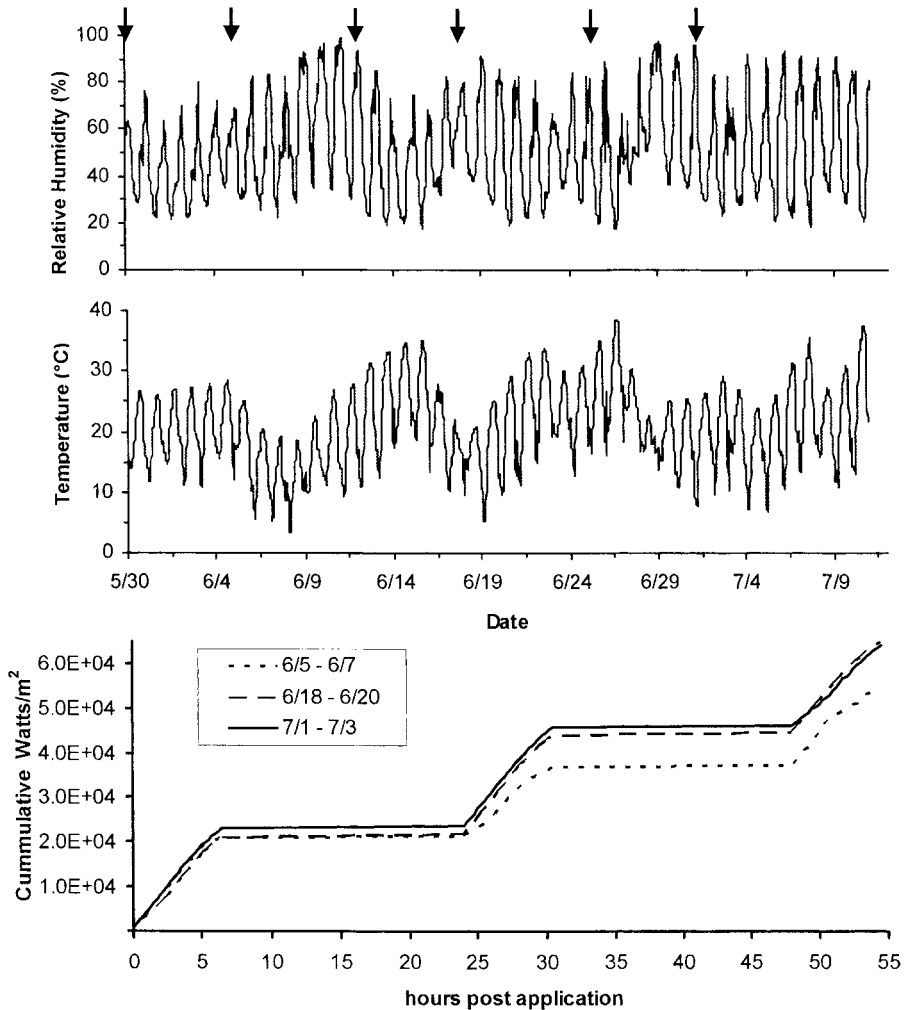 100
80
60
40
20
0
Relative Humidity (%)
40
30
20
10
0
Temperature (°C)
5/30 6/4 6/9 6/14 6/19 6/24 6/29 7/4 7/9
Date
6.0E+04
5.0E+04
4.0E+04
3.0E+04
2.0E+04
1.0E+04
Cummulative Watts/m²
6/5 - 6/7
6/18 - 6/20
7/1 - 7/3
0 5 10 15 20 25 30 35 40 45 50 55
hours post application